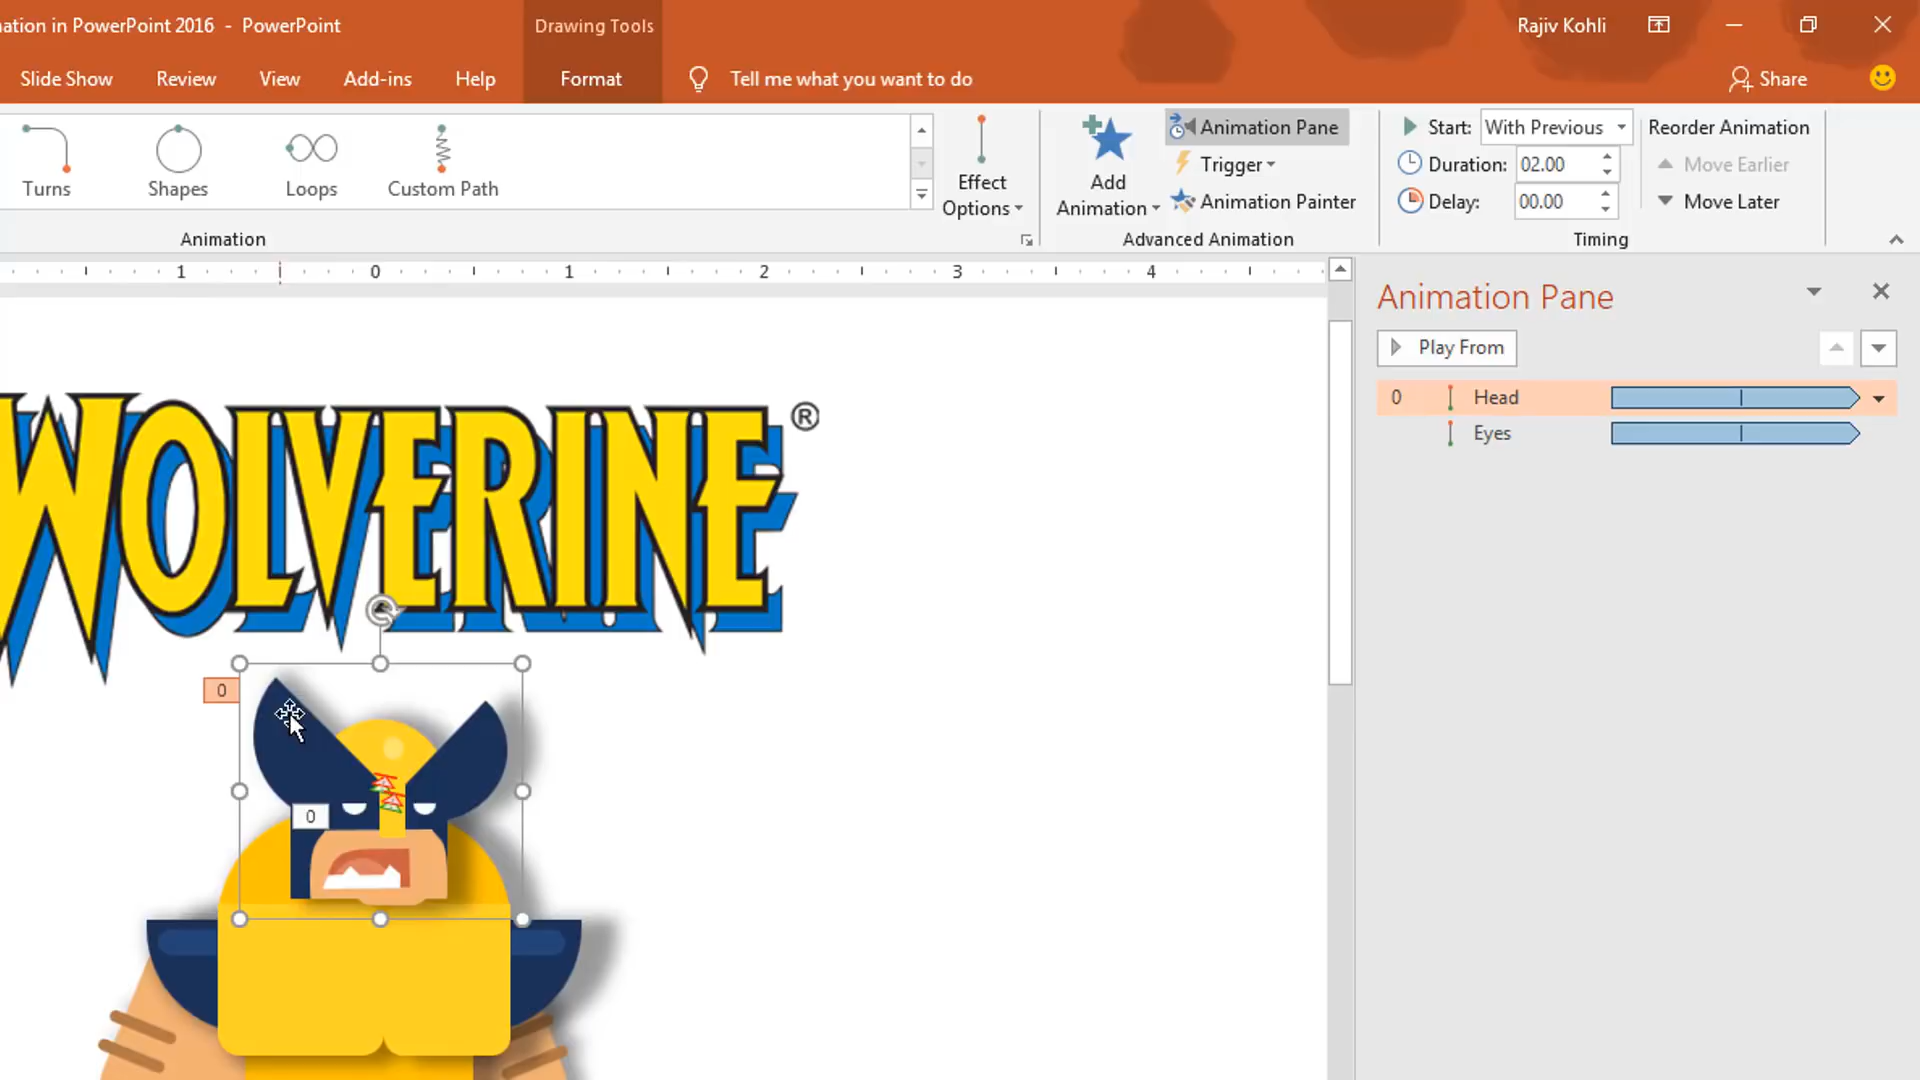 nation in PowerPoint 2016 - PowerPoint
Drawing Tools
Rajiv Kohli
Slide Show
Review
View
Add-ins
Help
Format
Tell me what you want to do
Share
Turns
Shapes
Loops
Custom Path
Effect
Options
Add
Animation
Animation Pane
Trigger
Animation Painter
Start: With Previous
Duration: 02.00
Delay: 00.00
Reorder Animation
Move Earlier
Move Later
Animation
Advanced Animation
Timing
1 0 1 2 3 4
Animation Pane
Play From
0 Head
Eyes
WOLVERINE®
0
0